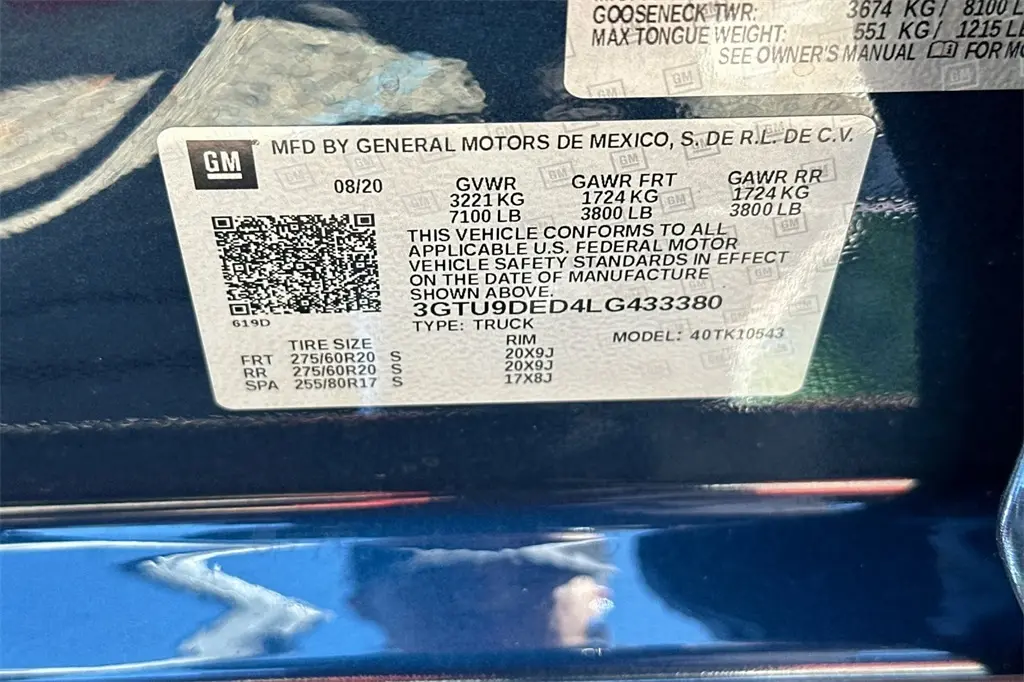 GOOSENECK TWR: 3674 KG/ 8100 L
MAX TONGUE WEIGHT: 551 KG/ 1215 LB
SEE OWNER'S MANUAL FOR MO
GM
MFD BY GENERAL MOTORS DE MEXICO, S. DE R.L. DE C.V.
08/20
GVWR GAWR FRT GAWR RR
3221 KG 1724 KG 1724 KG
7100 LB 3800 LB 3800 LB
THIS VEHICLE CONFORMS TO ALL
APPLICABLE U.S. FEDERAL MOTOR
VEHICLE SAFETY STANDARDS IN EFFECT
ON THE DATE OF MANUFACTURE
SHOWN ABOVE.
3GTU9DED4LG433380
619D
TYPE: TRUCK MODEL: 40TK10543
TIRE SIZE RIM
FRT 275/60R20 S 20X9J
RR 275/60R20 S 20X9J
SPA 255/80R17 S 17X8J